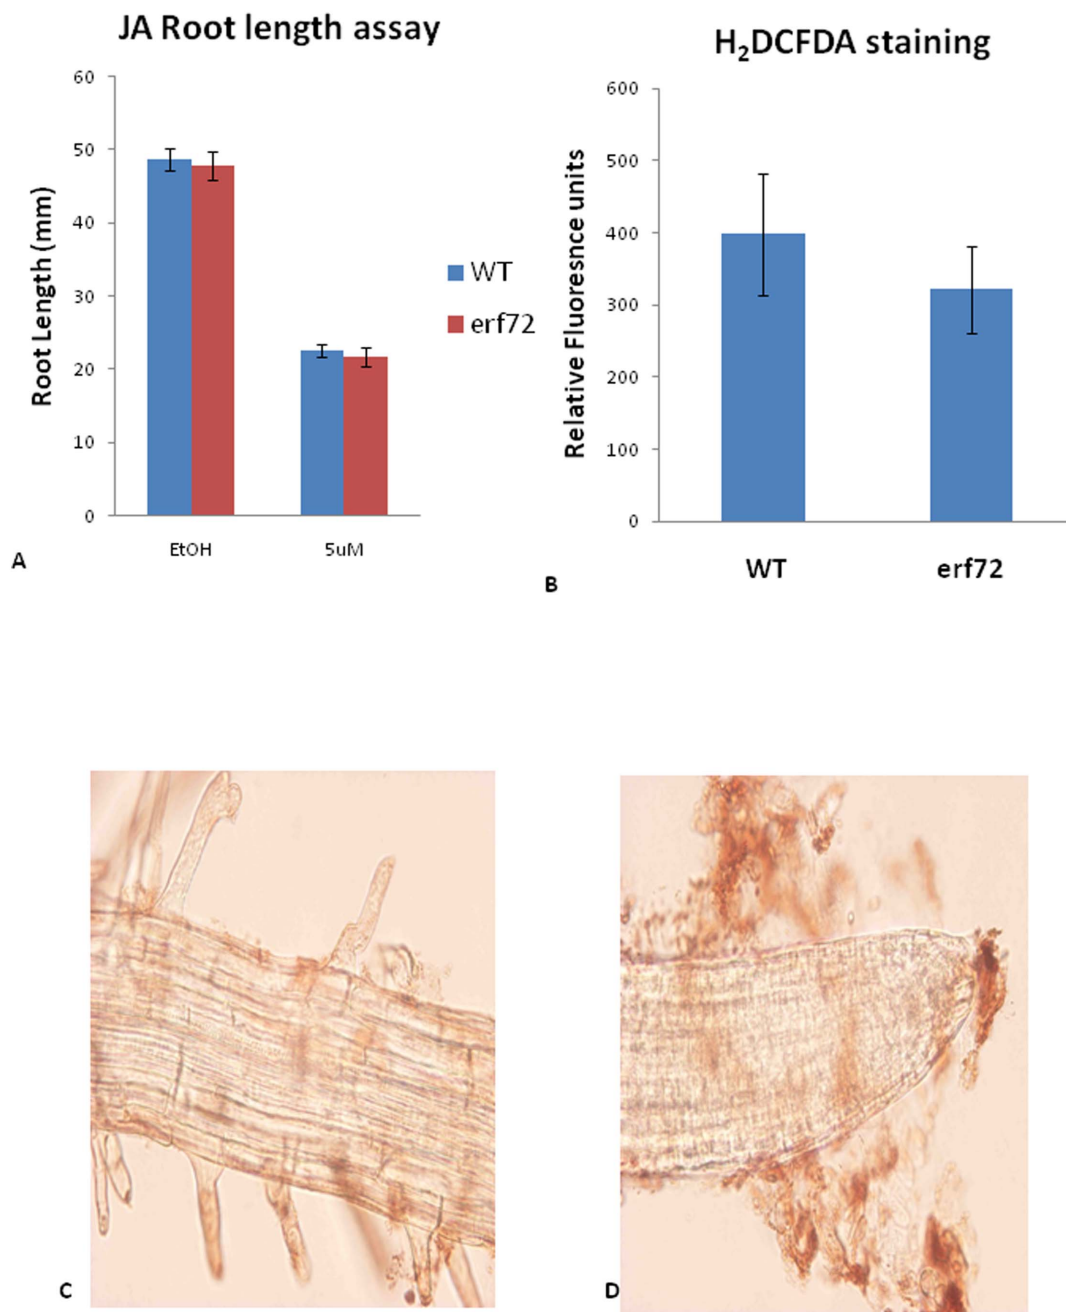 JA Root length assay
60
50
40
30
20
10
0
Root Length (mm)
EtOH
5uM
WT
erf72
A
H₂DCFDA staining
600
500
400
300
200
100
0
Relative Fluoresnce units
WT
erf72
B
C
D